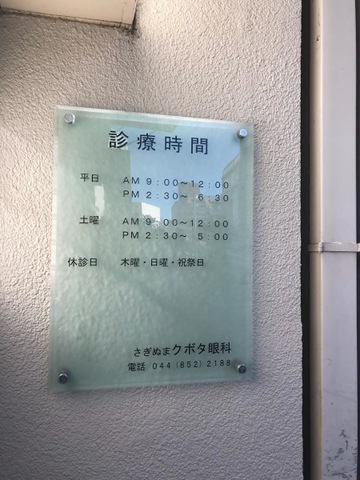 診療時間
平日 AM 9:00～12:00
PM 2:30～ 6:30
土曜 AM 9:00～12:00
PM 2:30～ 5:00
休診日 木曜・日曜・祝祭日
さぎぬまクボタ眼科
電話 044(852)2188